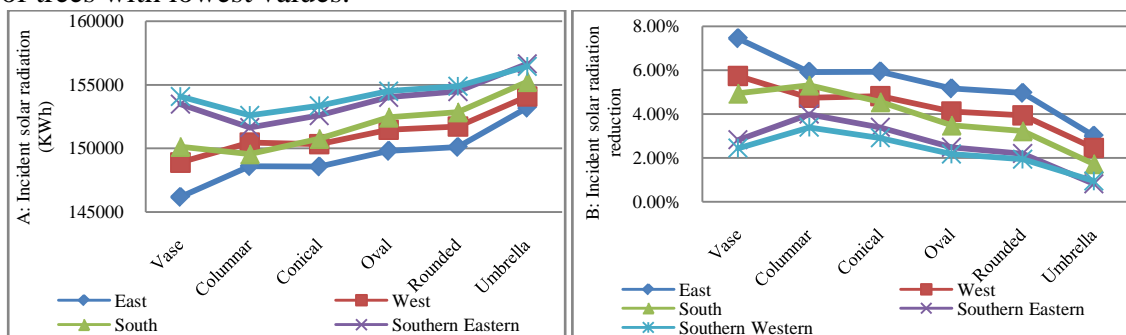 of trees with lowest values.
A: Incident solar radiation
(KWh)
160000
155000
150000
145000
Vase
Columnar
Conical
Oval
Rounded
Umbrella
East
West
South
Southern Eastern
B: Incident solar radiation
reduction
8.00%
6.00%
4.00%
2.00%
0.00%
Vase
Columnar
Conical
Oval
Rounded
Umbrella
East
West
South
Southern Eastern
Southern Western